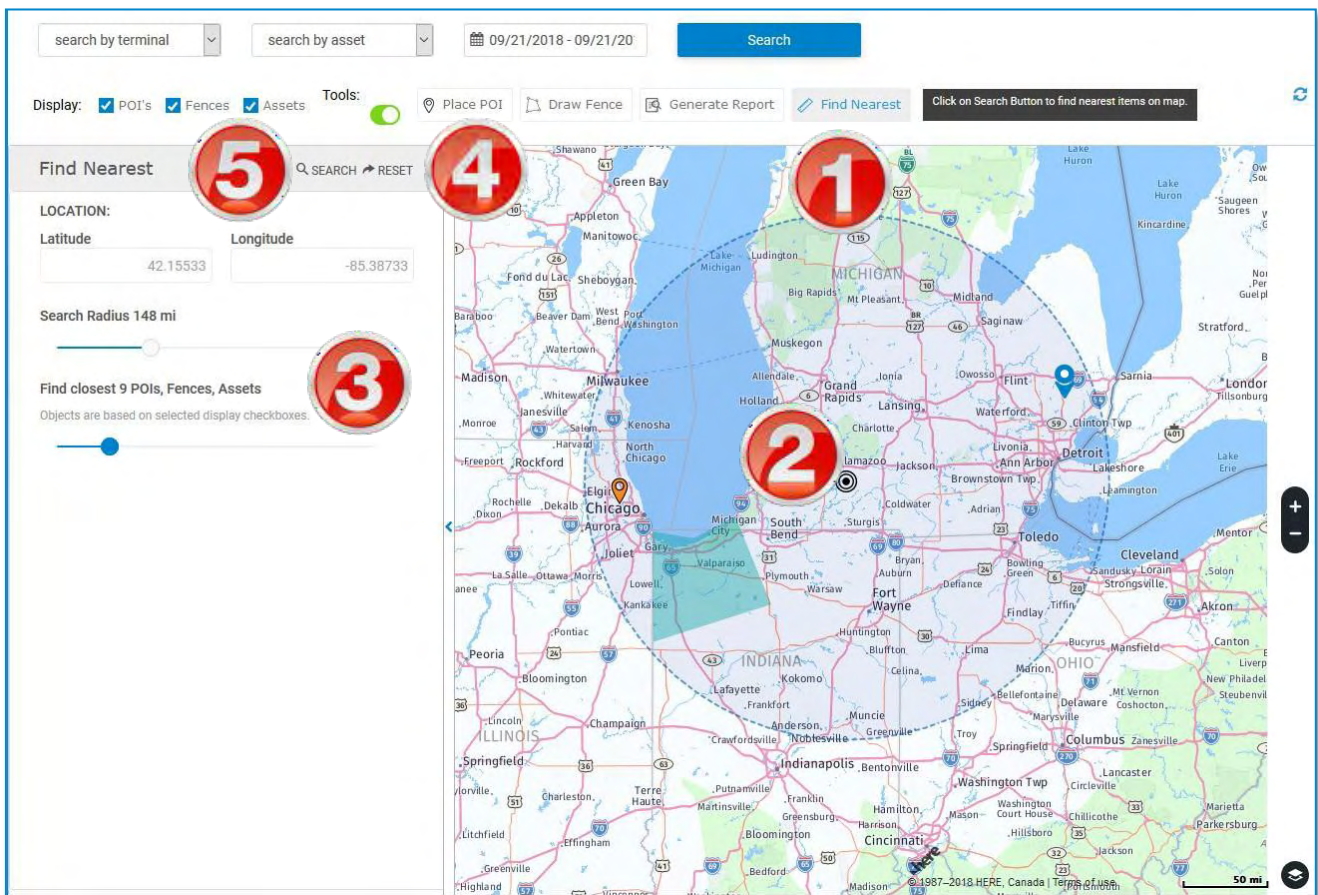 search by terminal
search by asset
09/21/2018 - 09/21/20
Search
Display:
POI's
Fences
Assets
Tools:
Place POI
Draw Fence
Generate Report
Find Nearest
Click on Search Button to find nearest items on map.
Find Nearest
5
SEARCH
RESET
4
1
LOCATION:
Latitude
Longitude
42.15533
-85.38733
Search Radius 148 mi
3
Find closest 9 POIs, Fences, Assets
Objects are based on selected display checkboxes.
2
Shawano
Green Bay
Appleton
Manitowoc
Fond du Lac
Sheboygan
Lake Michigan
Ludington
MICHIGAN
Big Rapids
Mt Pleasant
Midland
Saginaw
Lake Huron
Lake Huron
Saugeen Shores
Kincardine
Guelph
Stratford
Baraboo
Beaver Dam
West Bend
Port Washington
Watertown
Muskegon
Madison
Milwaukee
Whitewater
Janesville
Monroe
Salem
Kenosha
Harvard
North Chicago
Freeport
Rockford
Allendale
Grand Rapids
Ionia
Owosso
Flint
Sarnia
London
Tillsonburg
Holland
Lansing
Waterford
Charlotte
Clinton Twp
Livonia
Detroit
lamazoo
Jackson
Ann Arbor
Lakeshore
Lake Erie
Brownstown Twp
Leamington
Elgin
Rochelle
Dixon
Dekalb
Chicago
Aurora
Michigan City
South Bend
Sturgis
Coldwater
Adrian
Toledo
Mentor
Joliet
Gary
Valparaiso
La Salle
Ottawa
Morris
Lowell
Plymouth
Warsaw
Bryan
Auburn
Defiance
Bowling Green
Cleveland
Sandusky
Lorain
Solon
Strongsville
Kankakee
Fort Wayne
Findlay
Tiffin
Akron
Pontiac
Huntington
Bluffton
Lima
Bucyrus
Mansfield
Canton
Peoria
INDIANA
Kokomo
Celina
Marion
OHIO
New Philadel
Bloomington
Lafayette
Frankfort
Bellefontaine
Mt Vernon
Steubenvil
Sidney
Delaware
Coshocton
Lincoln
Champaign
Muncie
Marysville
ILLINOIS
Anderson
Greenville
Troy
Crawfordsville
Noblesville
Springfield
Columbus
Zanesville
Springfield
Indianapolis
Bentonville
Lancaster
Washington Twp
Circleville
Charleston
Terre Haute
Putnamville
Martinsville
Franklin
Greensburg
Hamilton
Harrison
Mason
Washington Court House
Chillicothe
Marietta
Parkersburg
Litchfield
Effingham
Bloomington
Cincinnati
Hillsboro
Jackson
Highland
Vincennes
Bedford
Madison
Portsmouth
here
© 1987–2018 HERE, Canada | Terms of use
50 mi